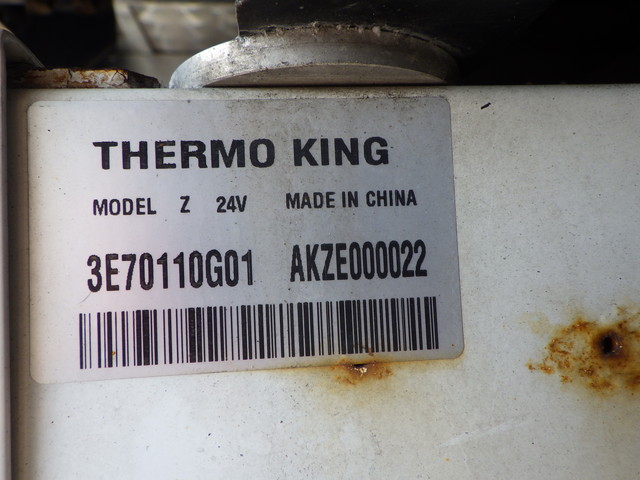 THERMO KING
MODEL Z 24V MADE IN CHINA
3E70110G01 AKZE000022